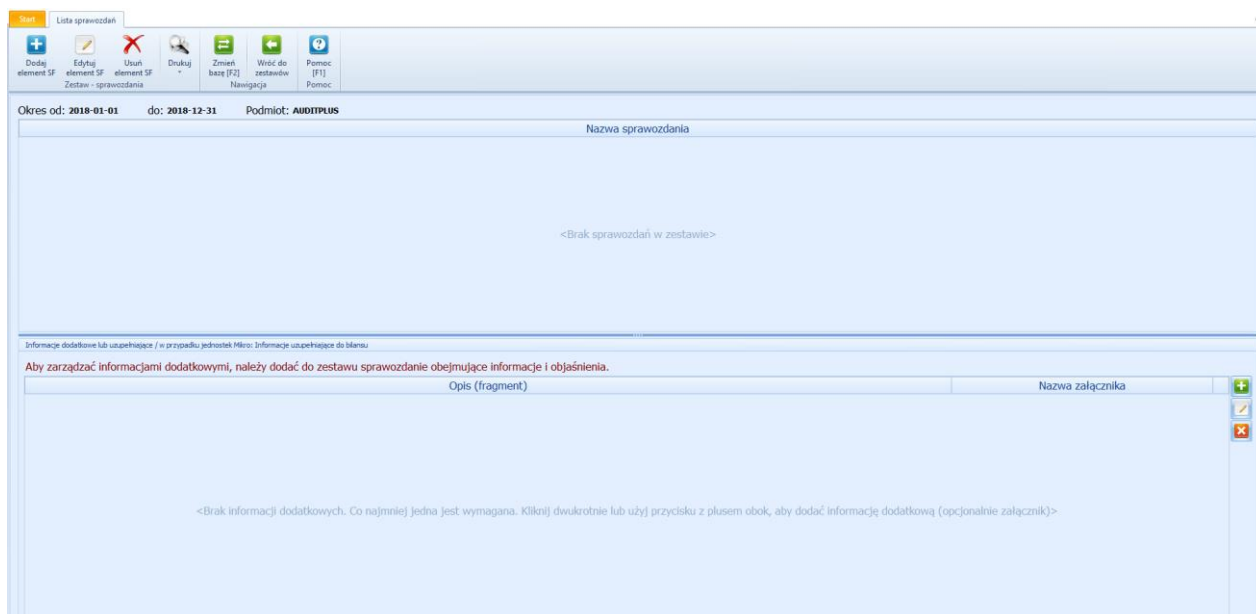 Start Lista sprawozdań
Dodaj element SF Edytuj element SF Usuń element SF Drukuj Zmień bazę [F2] Wróć do zestawów Pomoc [F1]
Zestaw - sprawozdania Nawigacja Pomoc
Okres od: 2018-01-01 do: 2018-12-31 Podmiot: AUDITPLUS
Nazwa sprawozdania
<Brak sprawozdań w zestawie>
Informacje dodatkowe lub uzupełniające / w przypadku jednostek Mikro: Informacje uzupełniające do bilansu
Aby zarządzać informacjami dodatkowymi, należy dodać do zestawu sprawozdanie obejmujące informacje i objaśnienia.
Opis (fragment) Nazwa załącznika
<Brak informacji dodatkowych. Co najmniej jedna jest wymagana. Kliknij dwukrotnie lub użyj przycisku z plusem obok, aby dodać informację dodatkową (opcjonalnie załącznik)>